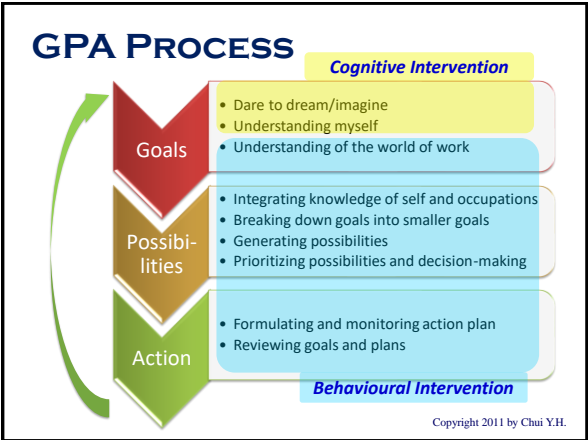 GPA PROCESS
Cognitive Intervention
Goals
• Dare to dream/imagine
• Understanding myself
• Understanding of the world of work
Possibi-
lities
• Integrating knowledge of self and occupations
• Breaking down goals into smaller goals
• Generating possibilities
• Prioritizing possibilities and decision-making
Action
• Formulating and monitoring action plan
• Reviewing goals and plans
Behavioural Intervention
Copyright 2011 by Chui Y.H.